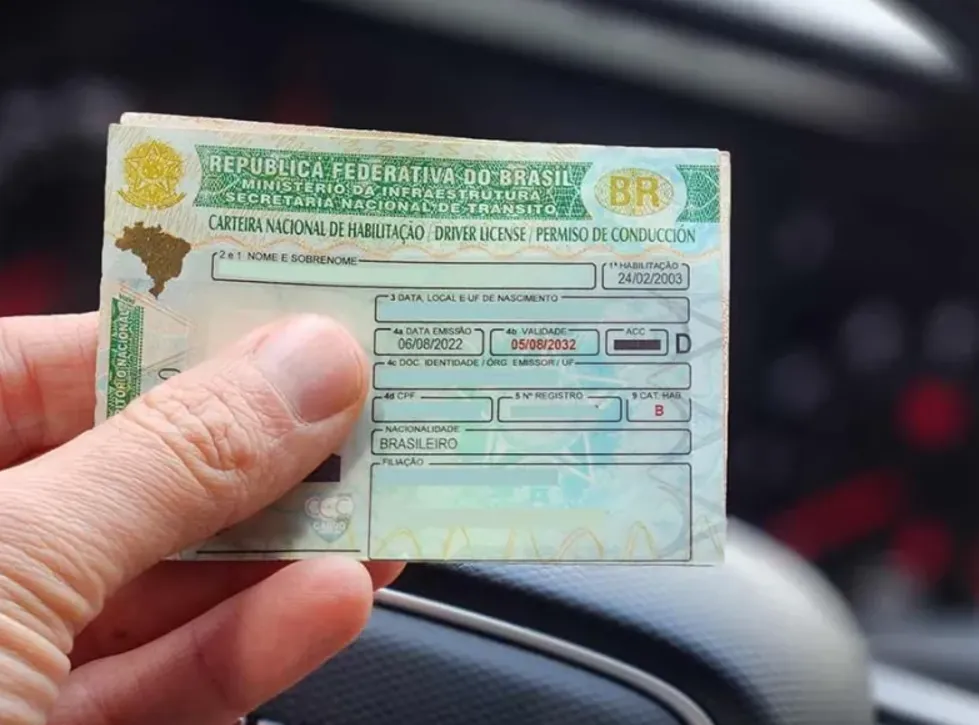 REPÚBLICA FEDERATIVA DO BRASIL
MINISTÉRIO DA INFRAESTRUTURA
SECRETARIA NACIONAL DE TRÂNSITO
BR
CARTEIRA NACIONAL DE HABILITAÇÃO / DRIVER LICENSE / PERMISO DE CONDUCCIÓN
2 e 1 NOME E SOBRENOME
1ª HABILITAÇÃO
24/02/2003
3 DATA, LOCAL E UF DE NASCIMENTO
4a DATA EMISSÃO
06/08/2022
4b VALIDADE
05/08/2032
ACC
D
4c DOC. IDENTIDADE / ÓRG. EMISSOR / UF
4d CPF
5 Nº REGISTRO
9 CAT. HAB.
B
NACIONALIDADE
BRASILEIRO
FILIAÇÃO
NACIONAL